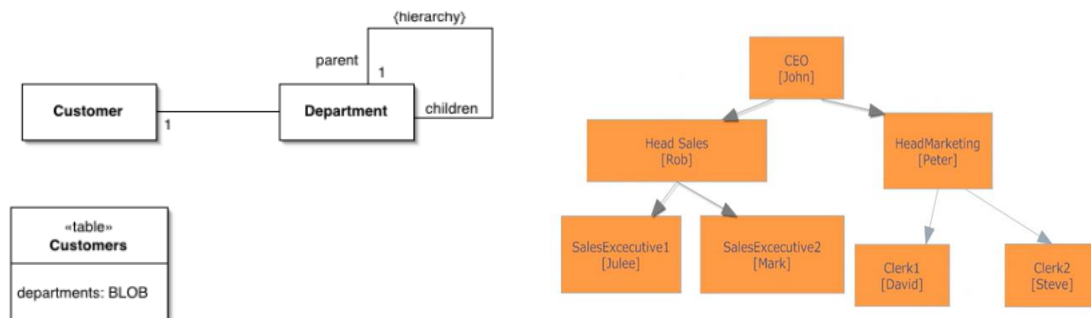 {hierarchy}
parent
1
Customer
1
Department
children
«table»
Customers
departments: BLOB
CEO
[John]
Head Sales
[Rob]
HeadMarketing
[Peter]
SalesExcecutive1
[Julee]
SalesExcecutive2
[Mark]
Clerk1
[David]
Clerk2
[Steve]